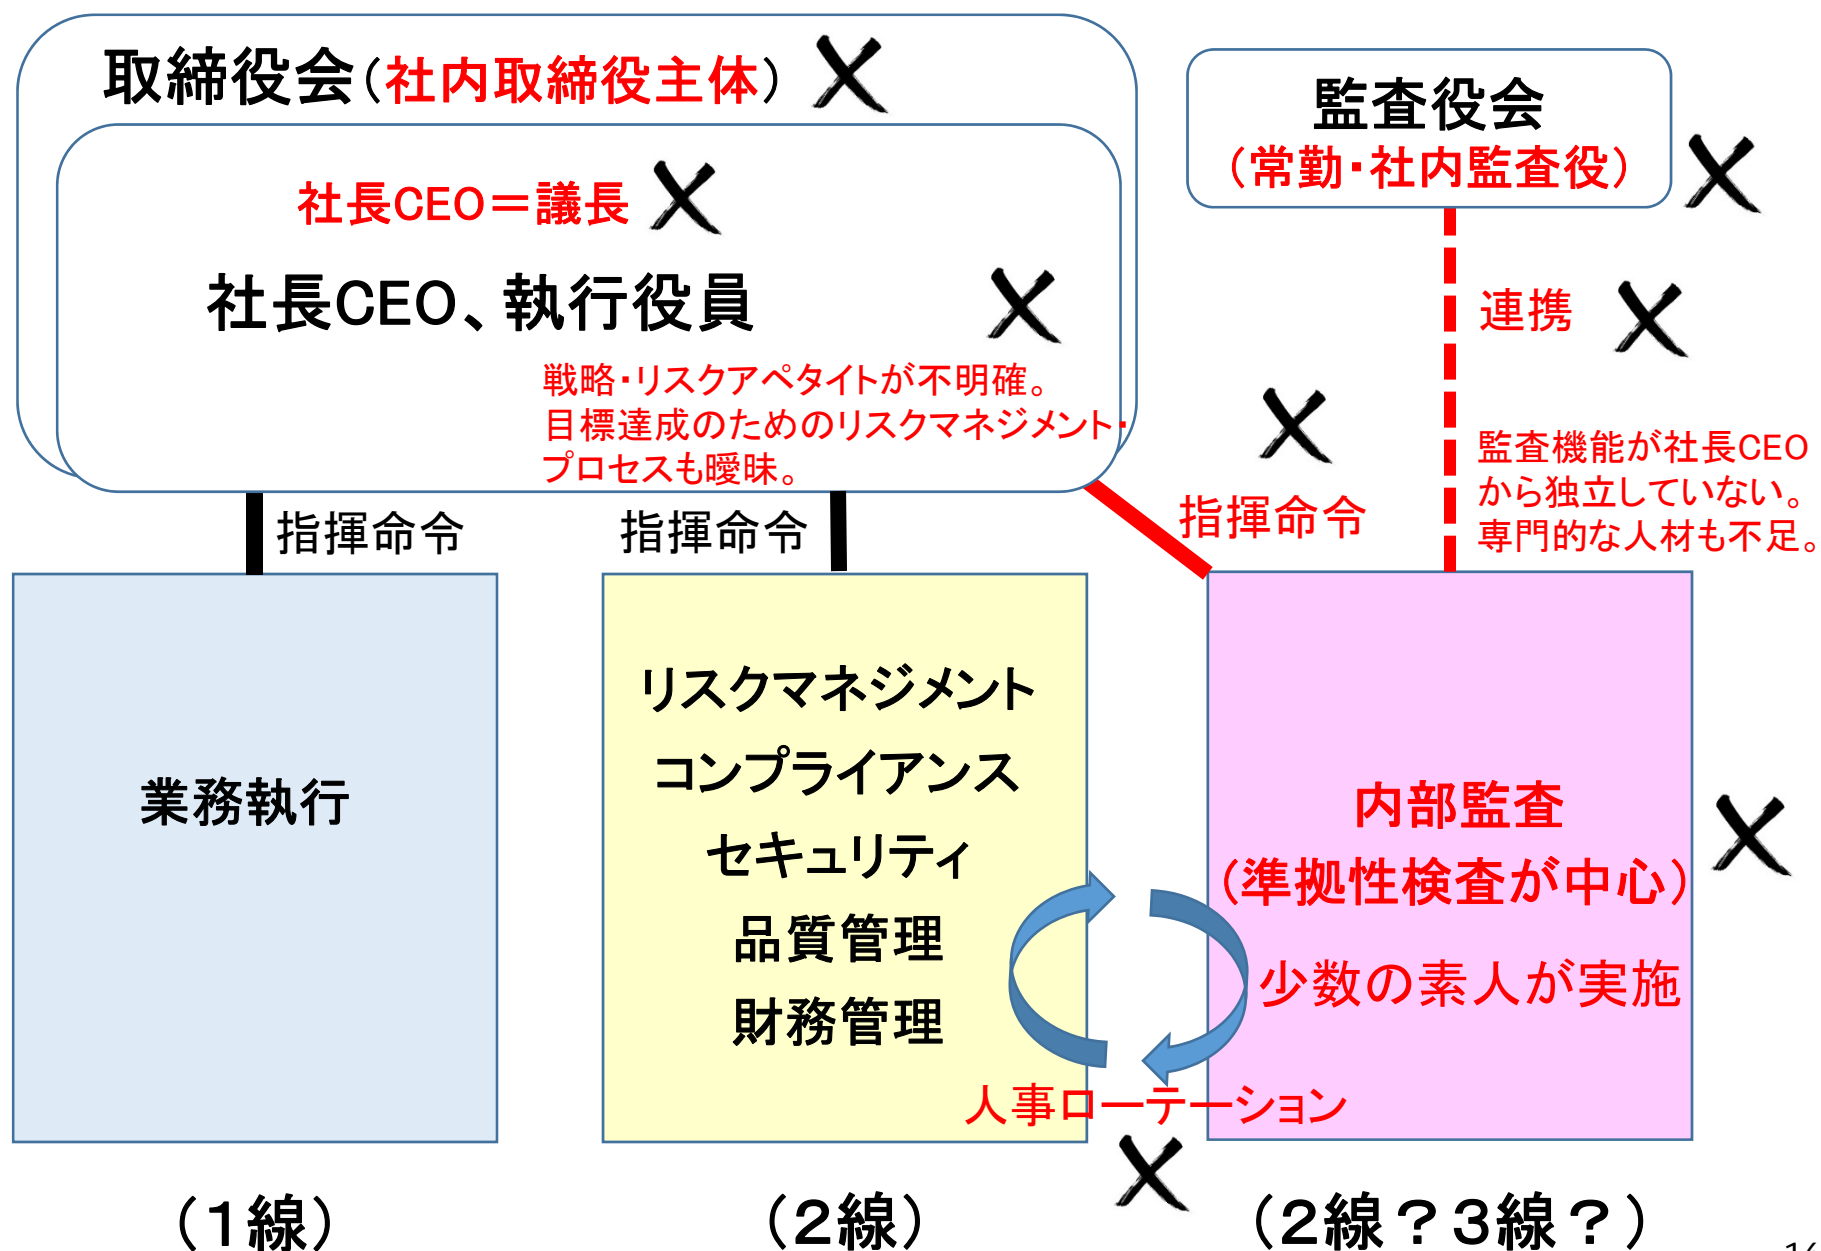 取締役会（社内取締役主体）
社長CEO＝議長
社長CEO、執行役員
戦略・リスクアペタイトが不明確。
目標達成のためのリスクマネジメント・
プロセスも曖昧。
監査役会
（常勤・社内監査役）
連携
監査機能が社長CEO
から独立していない。
専門的な人材も不足。
指揮命令
指揮命令
指揮命令
業務執行
リスクマネジメント
コンプライアンス
セキュリティ
品質管理
財務管理
内部監査
（準拠性検査が中心）
少数の素人が実施
人事ローテーション
（1線）
（2線）
（2線？3線？）